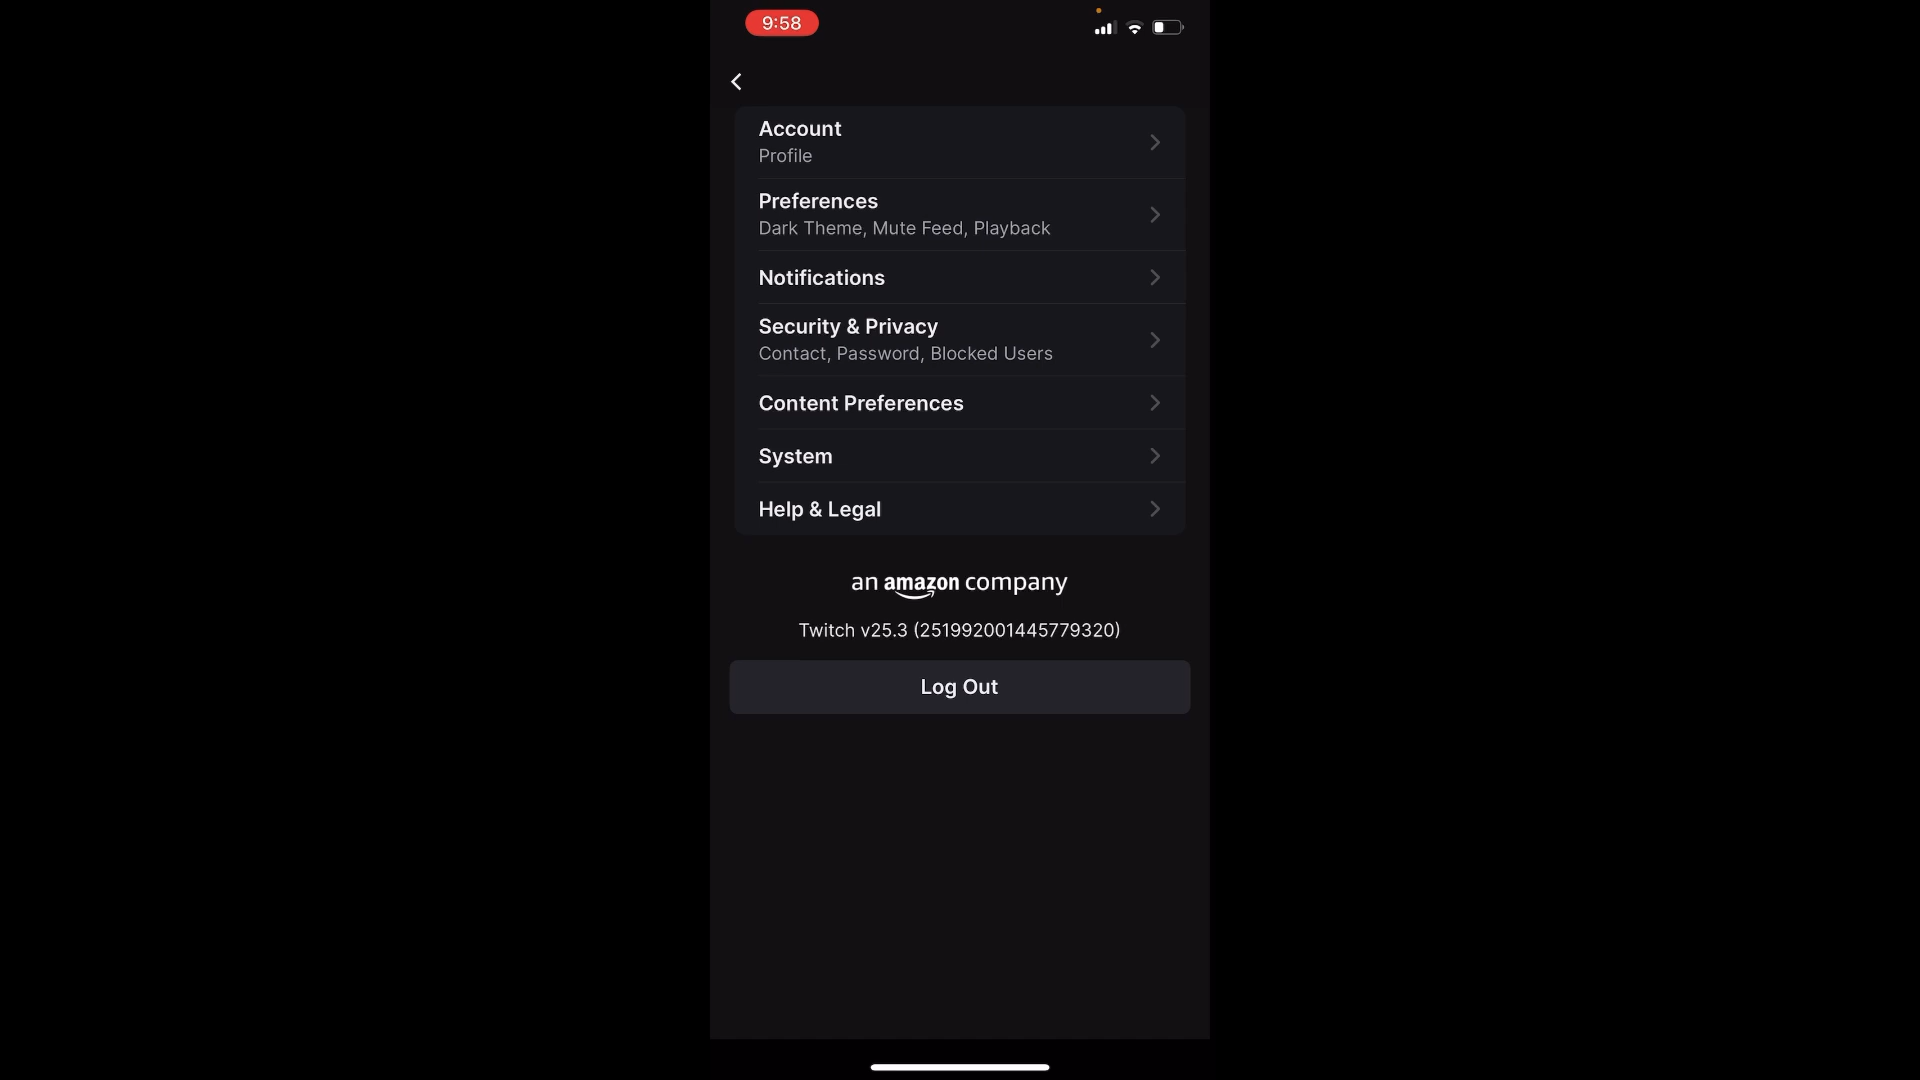 9:58
Account
Profile
Preferences
Dark Theme, Mute Feed, Playback
Notifications
Security & Privacy
Contact, Password, Blocked Users
Content Preferences
System
Help & Legal
an amazon company
Twitch v25.3 (251992001445779320)
Log Out